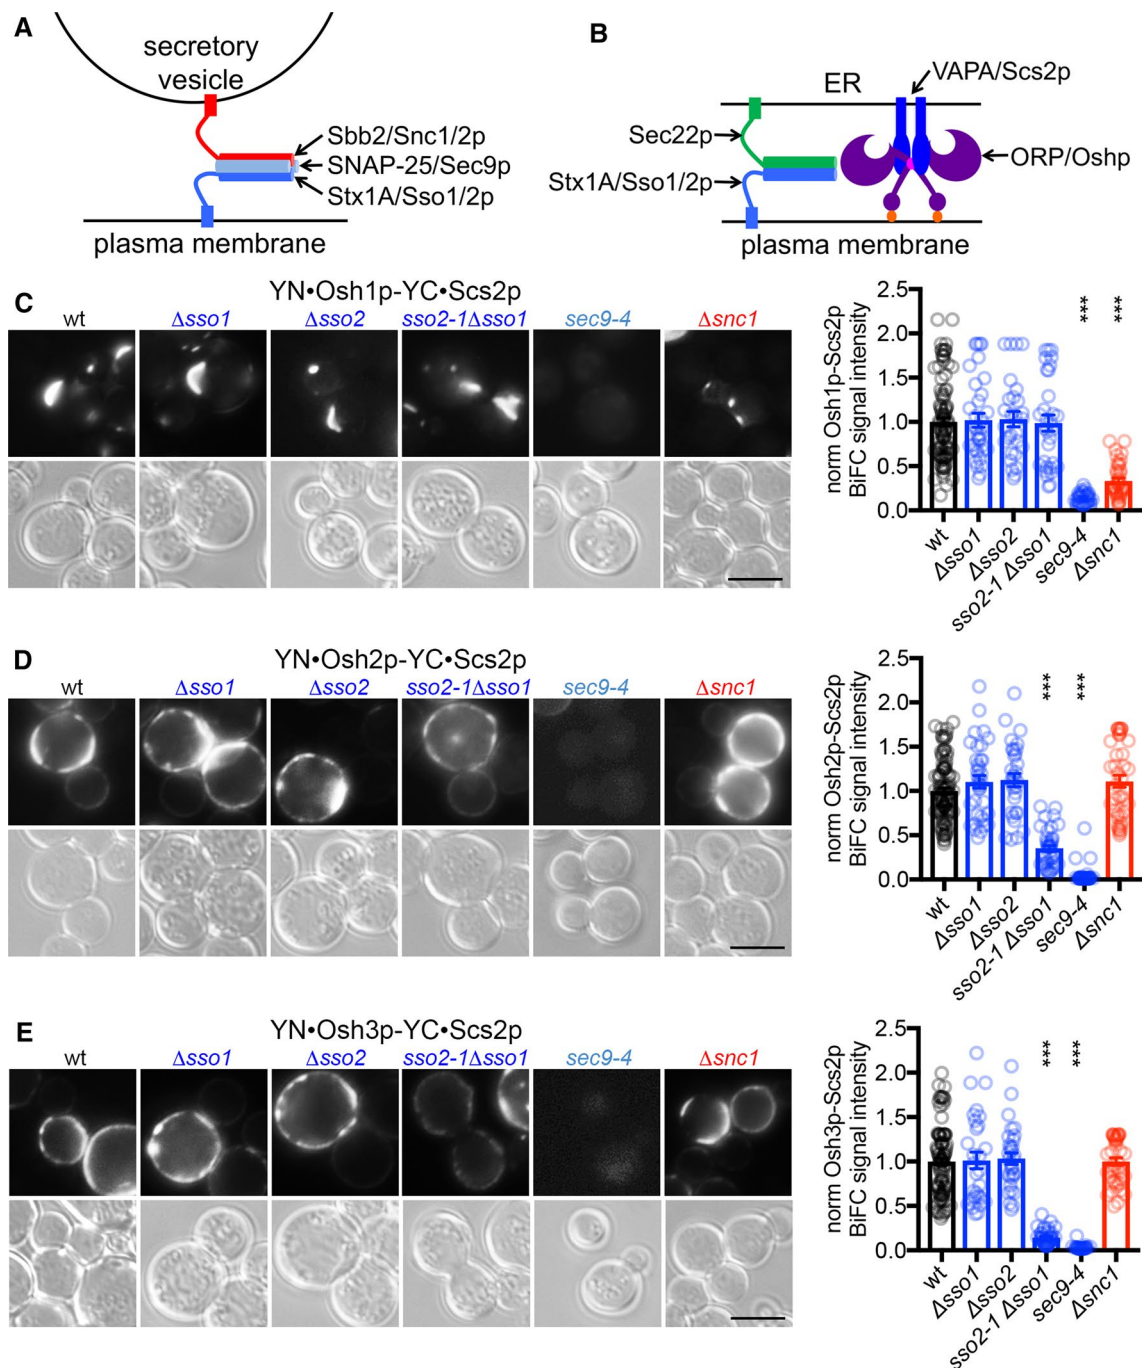 A
secretory
vesicle
Sbb2/Snc1/2p
SNAP-25/Sec9p
Stx1A/Sso1/2p
plasma membrane
B
ER
VAPA/Scs2p
Sec22p
ORP/Oshp
Stx1A/Sso1/2p
plasma membrane
C
YN•Osh1p-YC•Scs2p
wt Δsso1 Δsso2 sso2-1Δsso1 sec9-4 Δsnc1
norm Osh1p-Scs2p
BiFC signal intensity
2.5
2.0
1.5
1.0
0.5
0.0
*** ***
wt Δsso1 Δsso2 sso2-1 Δsso1 sec9-4 Δsnc1
D
YN•Osh2p-YC•Scs2p
wt Δsso1 Δsso2 sso2-1Δsso1 sec9-4 Δsnc1
norm Osh2p-Scs2p
BiFC signal intensity
2.5
2.0
1.5
1.0
0.5
0.0
*** ***
wt Δsso1 Δsso2 sso2-1 Δsso1 sec9-4 Δsnc1
E
YN•Osh3p-YC•Scs2p
wt Δsso1 Δsso2 sso2-1Δsso1 sec9-4 Δsnc1
norm Osh3p-Scs2p
BiFC signal intensity
2.5
2.0
1.5
1.0
0.5
0.0
*** ***
wt Δsso1 Δsso2 sso2-1 Δsso1 sec9-4 Δsnc1